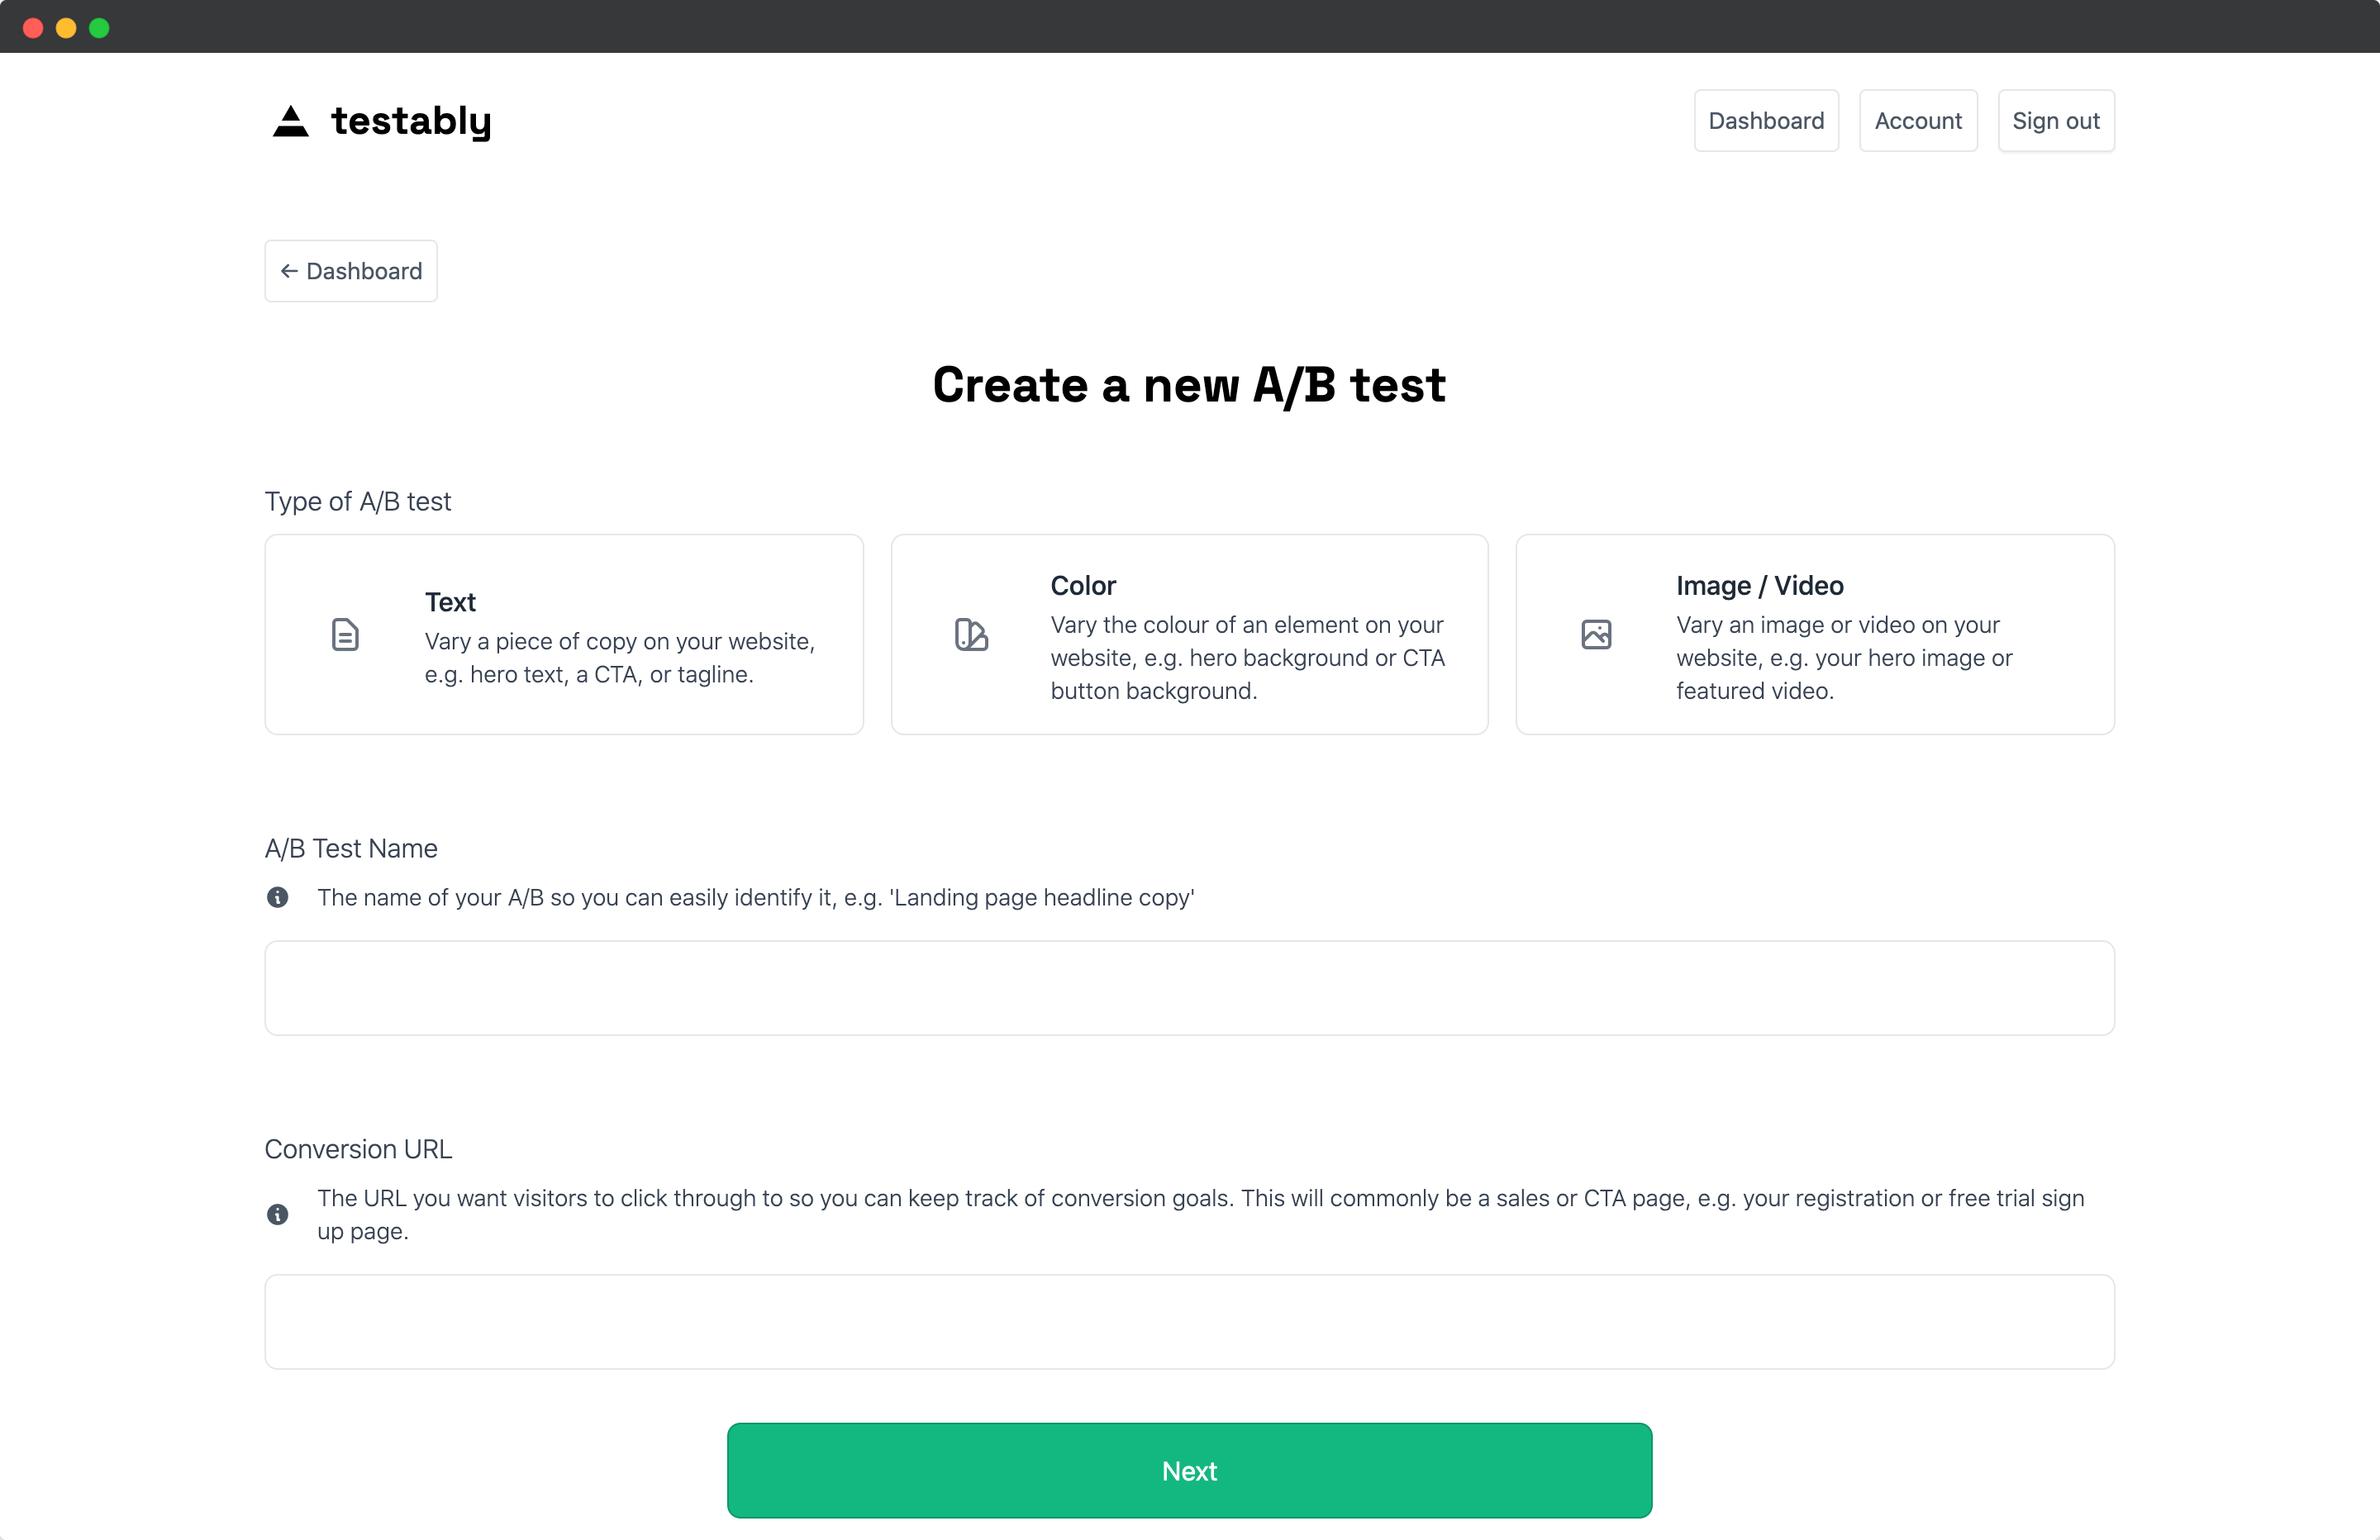 testably
Dashboard
Account
Sign out
← Dashboard
Create a new A/B test
Type of A/B test
Text
Vary a piece of copy on your website,
e.g. hero text, a CTA, or tagline.
Color
Vary the colour of an element on your
website, e.g. hero background or CTA
button background.
Image / Video
Vary an image or video on your
website, e.g. your hero image or
featured video.
A/B Test Name
The name of your A/B so you can easily identify it, e.g. 'Landing page headline copy'
Conversion URL
The URL you want visitors to click through to so you can keep track of conversion goals. This will commonly be a sales or CTA page, e.g. your registration or free trial sign
up page.
Next